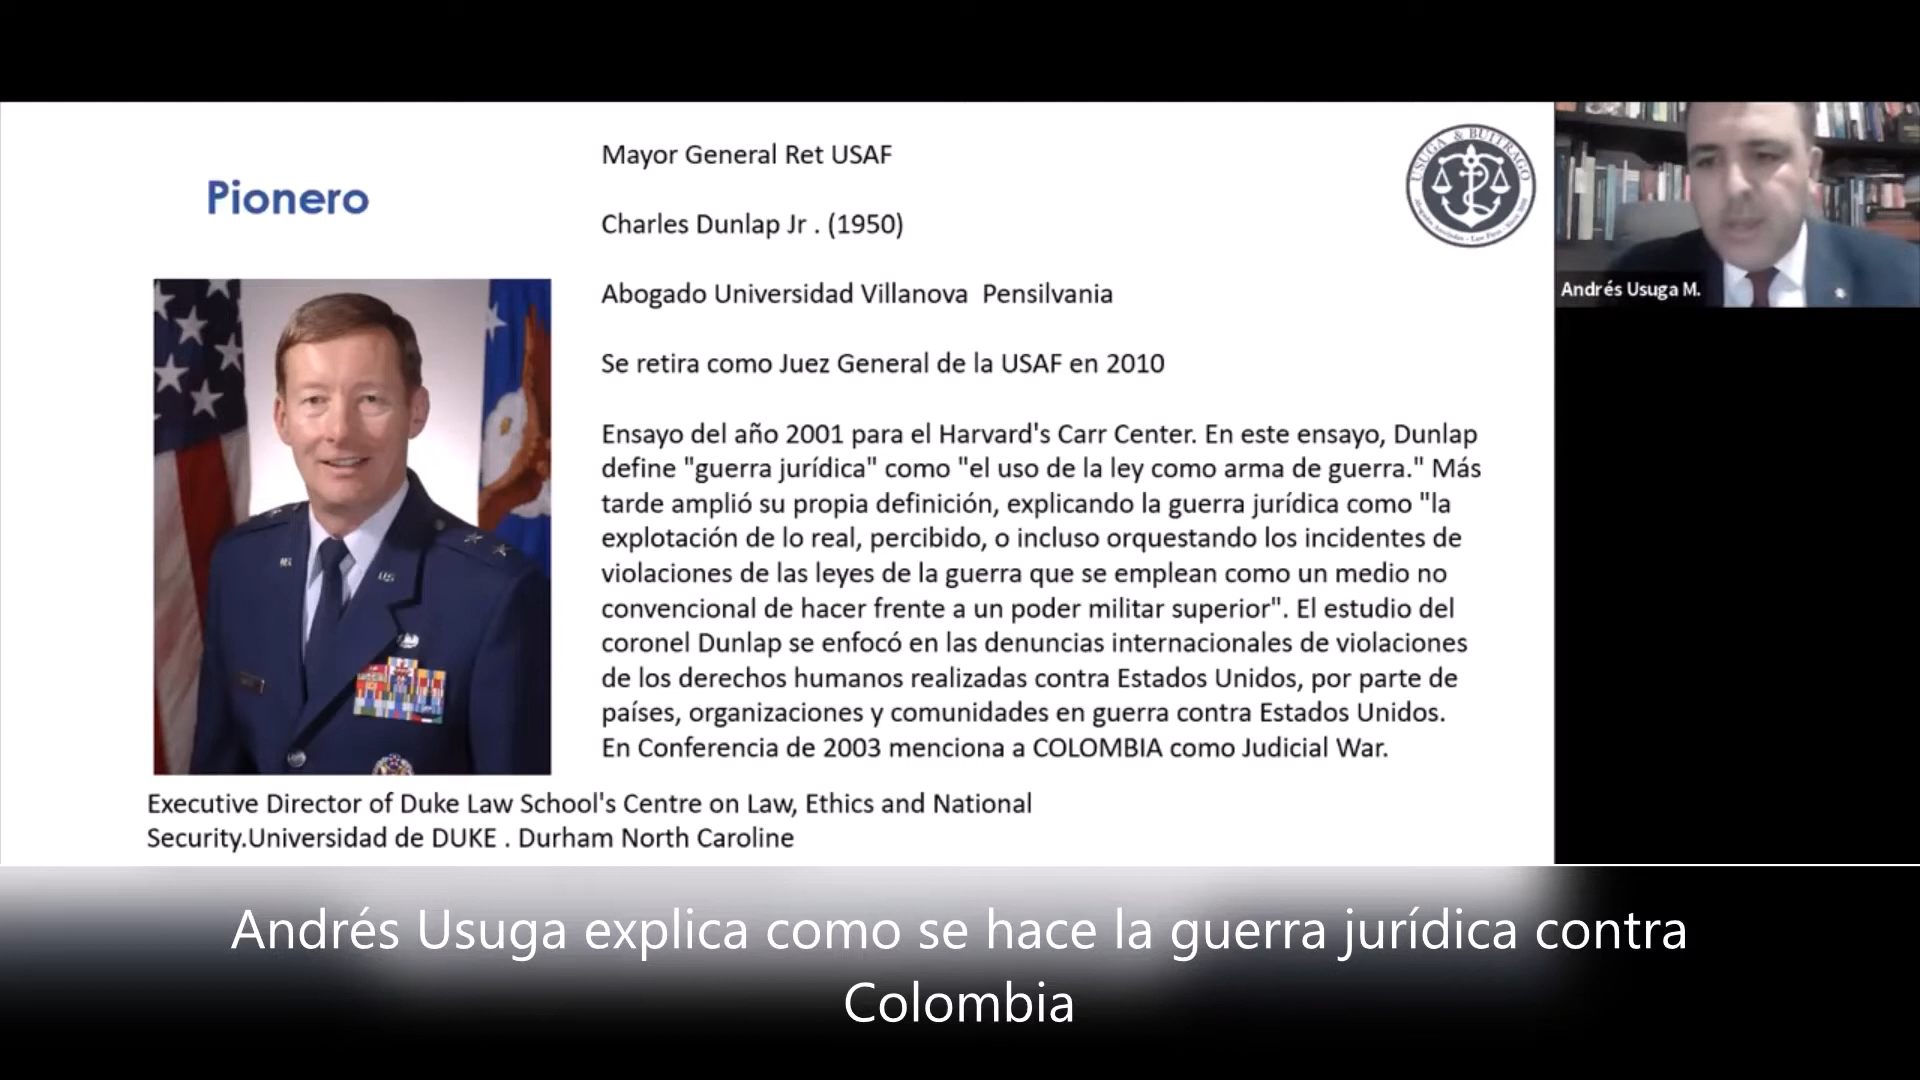 Pionero
Mayor General Ret USAF
Charles Dunlap Jr . (1950)
Abogado Universidad Villanova  Pensilvania
Se retira como Juez General de la USAF en 2010
Ensayo del año 2001 para el Harvard's Carr Center. En este ensayo, Dunlap
define "guerra jurídica" como "el uso de la ley como arma de guerra." Más
tarde amplió su propia definición, explicando la guerra jurídica como "la
explotación de lo real, percibido, o incluso orquestando los incidentes de
violaciones de las leyes de la guerra que se emplean como un medio no
convencional de hacer frente a un poder militar superior". El estudio del
coronel Dunlap se enfocó en las denuncias internacionales de violaciones
de los derechos humanos realizadas contra Estados Unidos, por parte de
países, organizaciones y comunidades en guerra contra Estados Unidos.
En Conferencia de 2003 menciona a COLOMBIA como Judicial War.
Executive Director of Duke Law School's Centre on Law, Ethics and National
Security.Universidad de DUKE . Durham North Caroline
USUGA & BUITRAGO
Andrés Usuga M.
US
Andrés Usuga explica como se hace la guerra jurídica contra
Colombia